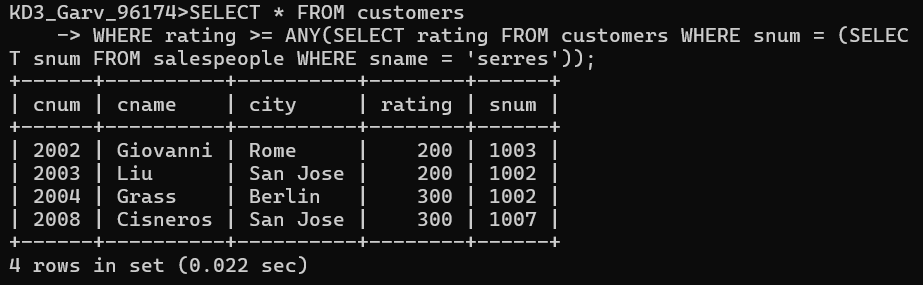 KD3_Garv_96174>SELECT * FROM customers
    -> WHERE rating >= ANY(SELECT rating FROM customers WHERE snum = (SELEC
T snum FROM salespeople WHERE sname = 'serres'));
+------+----------+----------+--------+------+
| cnum | cname    | city     | rating | snum |
+------+----------+----------+--------+------+
| 2002 | Giovanni | Rome     |    200 | 1003 |
| 2003 | Liu      | San Jose |    200 | 1002 |
| 2004 | Grass    | Berlin   |    300 | 1002 |
| 2008 | Cisneros | San Jose |    300 | 1007 |
+------+----------+----------+--------+------+
4 rows in set (0.022 sec)